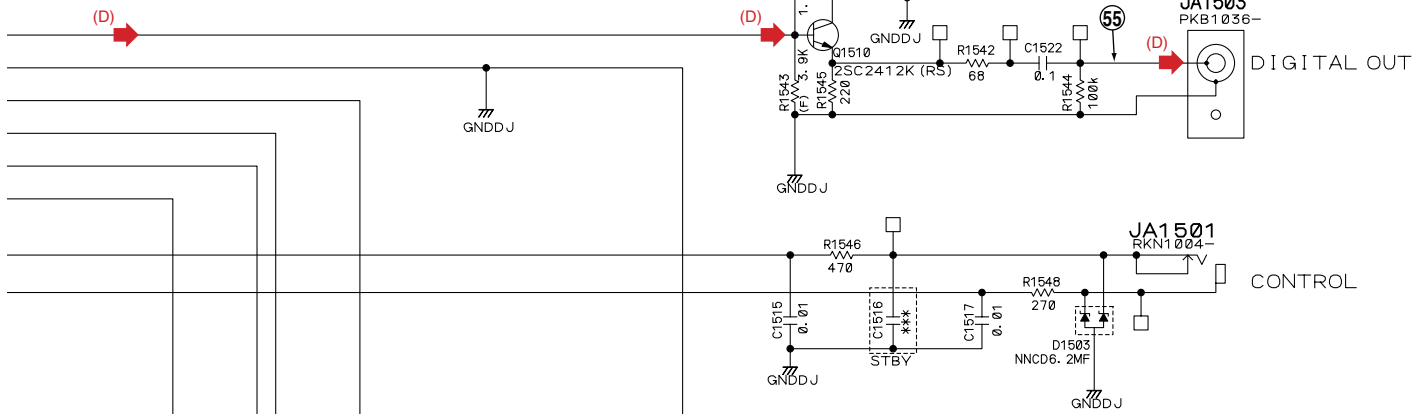 (D)
(D)
1.
GNDDJ
JA1503
PKB1036-
55
(D)
DIGITAL OUT
Q1510
2SC2412K (RS)
R1542
68
C1522
0.1
R1543
(F) 3.9K
R1545
220
R1544
100k
GNDDJ
GNDDJ
JA1501
RKN1004-
R1546
470
CONTROL
R1548
270
C1515
0.01
C1516
***
C1517
0.01
D1503
NNCD6.2MF
STBY
GNDDJ
GNDDJ